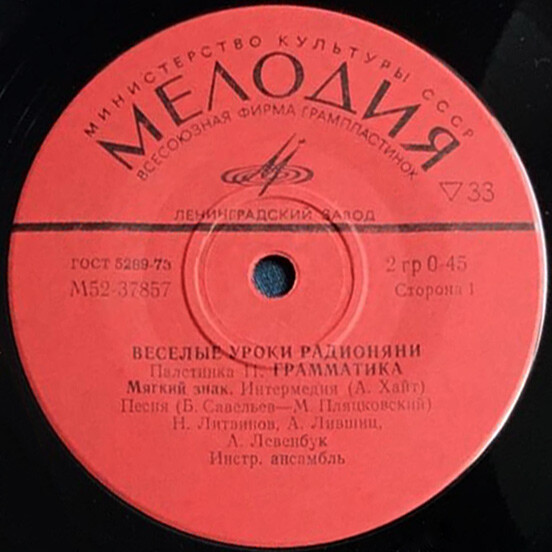 МИНИСТЕРСТВО КУЛЬТУРЫ СССР
МЕЛОДИЯ
ВСЕСОЮЗНАЯ ФИРМА ГРАМПЛАСТИНОК
▽33
ЛЕНИНГРАДСКИЙ ЗАВОД
ГОСТ 5289-73
2 гр 0-45
М52-37857
Сторона 1
ВЕСЕЛЫЕ УРОКИ РАДИОНЯНИ
Пластинка П. ГРАММАТИКА
Мягкий знак. Интермедия (А. Хайт)
Песня (Б. Савельев—М. Пляцковский)
Н. Литвинов, А. Лившиц,
А. Левенбук
Инстр. ансамбль